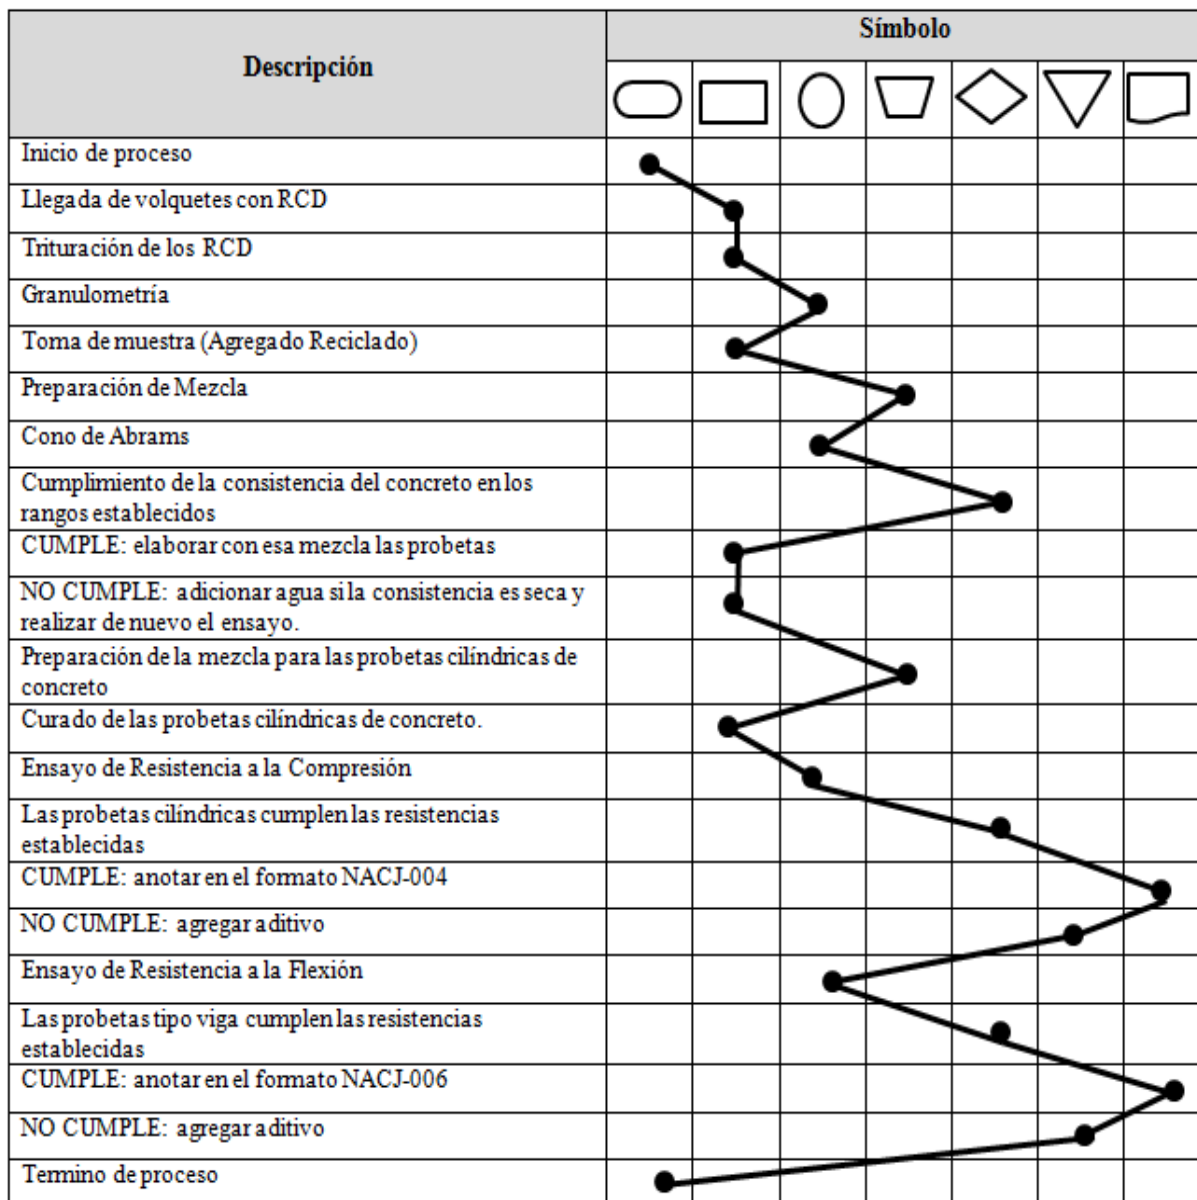 Descripción
Símbolo
Inicio de proceso
Llegada de volquetes con RCD
Trituración de los RCD
Granulometría
Toma de muestra (Agregado Reciclado)
Preparación de Mezcla
Cono de Abrams
Cumplimiento de la consistencia del concreto en los
rangos establecidos
CUMPLE: elaborar con esa mezcla las probetas
NO CUMPLE: adicionar agua si la consistencia es seca y
realizar de nuevo el ensayo.
Preparación de la mezcla para las probetas cilíndricas de
concreto
Curado de las probetas cilíndricas de concreto.
Ensayo de Resistencia a la Compresión
Las probetas cilíndricas cumplen las resistencias
establecidas
CUMPLE: anotar en el formato NACJ-004
NO CUMPLE: agregar aditivo
Ensayo de Resistencia a la Flexión
Las probetas tipo viga cumplen las resistencias
establecidas
CUMPLE: anotar en el formato NACJ-006
NO CUMPLE: agregar aditivo
Termino de proceso